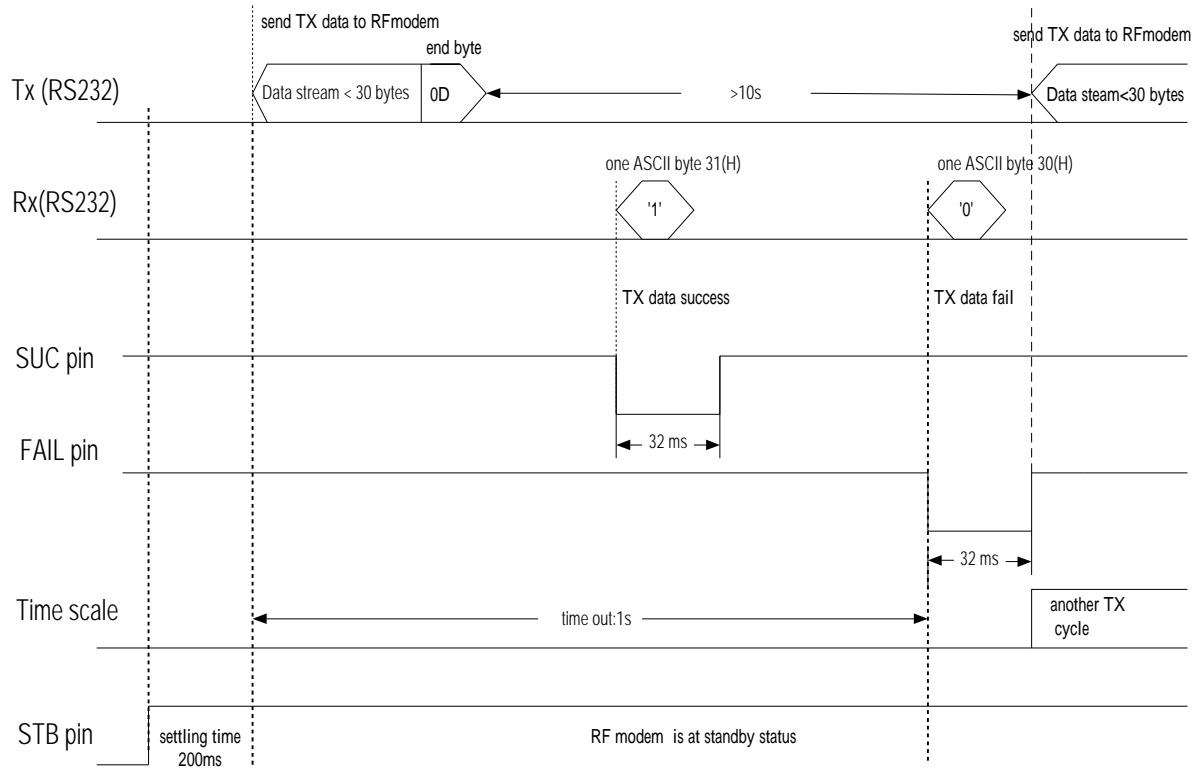 send TX data to RFmodem
send TX data to RFmodem
end byte
Tx (RS232)
Data stream < 30 bytes
0D
>10s
Data steam<30 bytes
one ASCII byte 31(H)
one ASCII byte 30(H)
Rx(RS232)
'1'
'0'
TX data success
TX data fail
SUC pin
32 ms
FAIL pin
32 ms
Time scale
time out:1s
another TX
cycle
STB pin
settling time
200ms
RF modem is at standby status